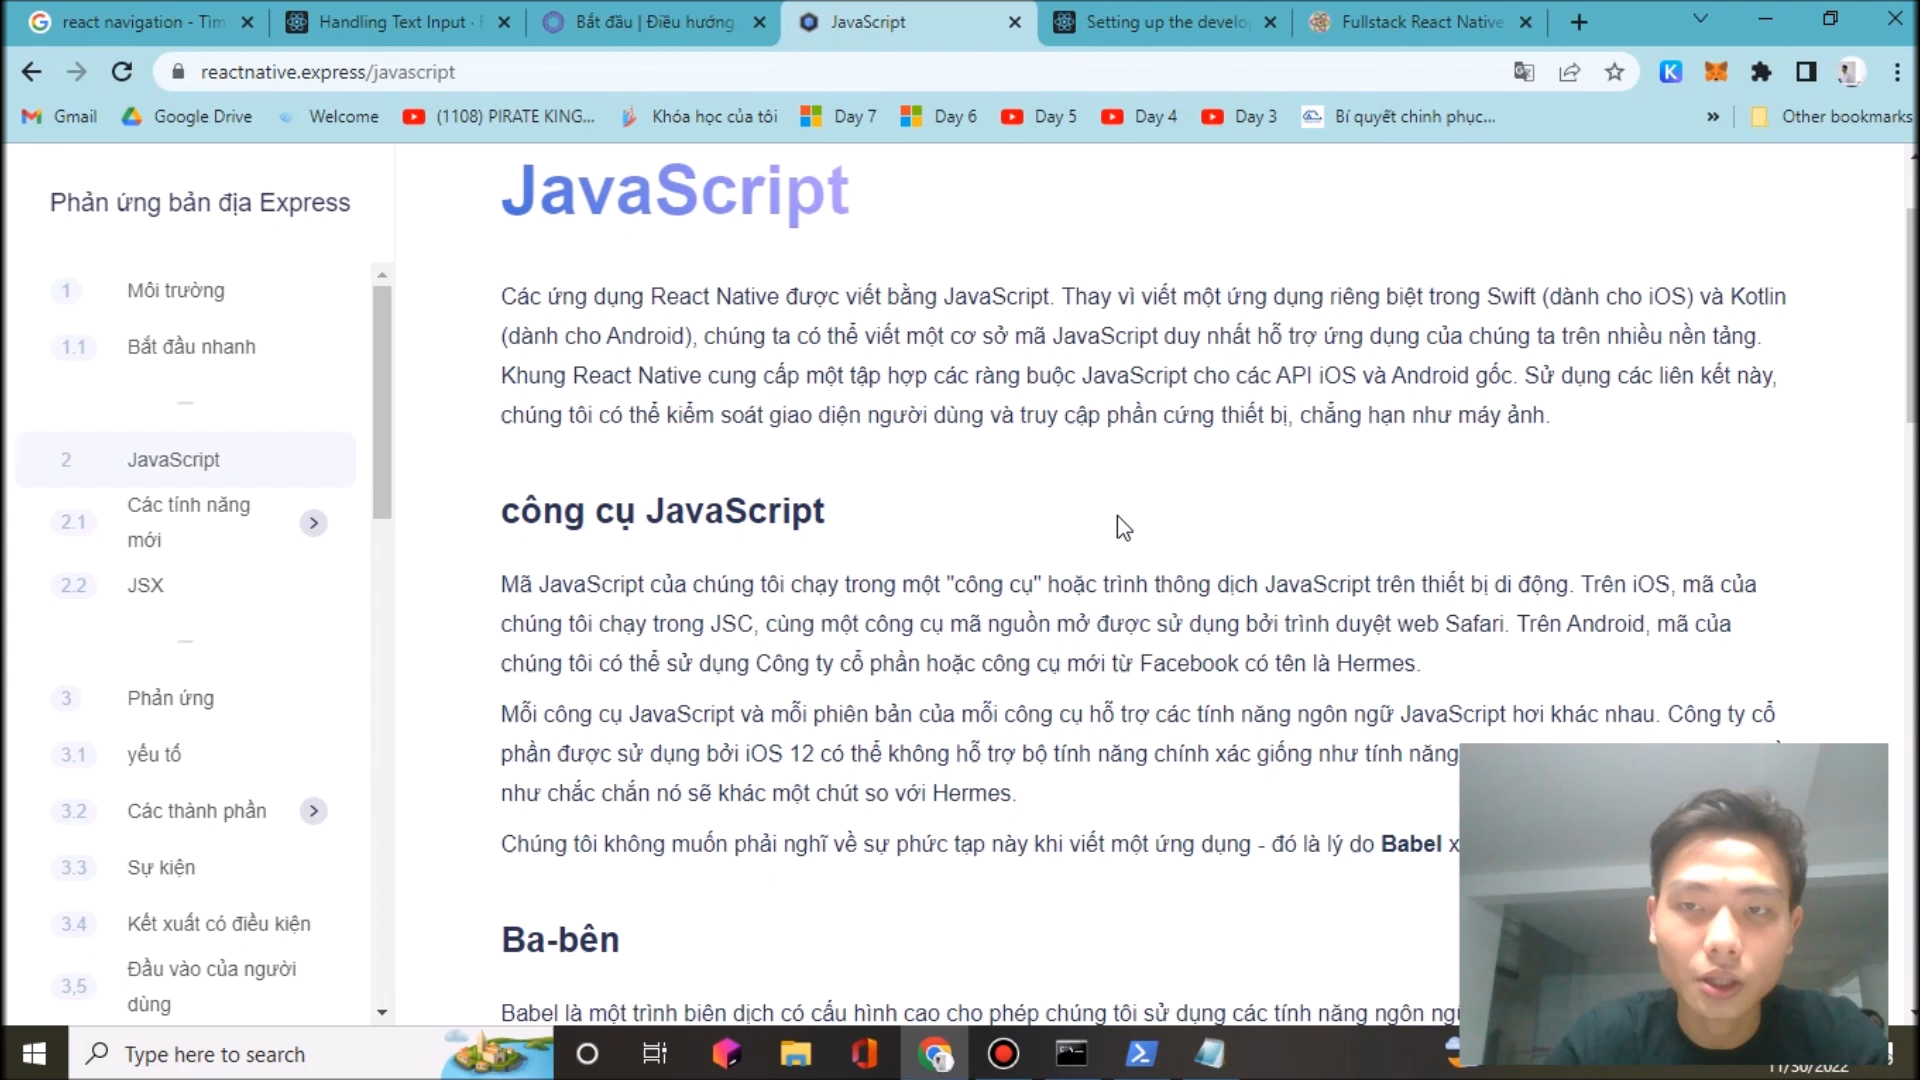 react navigation - Tìm
Handling Text Input ·
Bắt đầu | Điều hướng
JavaScript
Setting up the develo
Fullstack React Native
reactnative.express/javascript
Gmail
Google Drive
Welcome
(1108) PIRATE KING...
Khóa học của tôi
Day 7
Day 6
Day 5
Day 4
Day 3
Bí quyết chinh phục...
»
Other bookmarks
Phản ứng bản địa Express
1 Môi trường
1.1 Bắt đầu nhanh
2 JavaScript
2.1 Các tính năng
mới
2.2 JSX
3 Phản ứng
3.1 yếu tố
3.2 Các thành phần
3.3 Sự kiện
3.4 Kết xuất có điều kiện
3,5 Đầu vào của người
dùng
JavaScript
Các ứng dụng React Native được viết bằng JavaScript. Thay vì viết một ứng dụng riêng biệt trong Swift (dành cho iOS) và Kotlin
(dành cho Android), chúng ta có thể viết một cơ sở mã JavaScript duy nhất hỗ trợ ứng dụng của chúng ta trên nhiều nền tảng.
Khung React Native cung cấp một tập hợp các ràng buộc JavaScript cho các API iOS và Android gốc. Sử dụng các liên kết này,
chúng tôi có thể kiểm soát giao diện người dùng và truy cập phần cứng thiết bị, chẳng hạn như máy ảnh.
công cụ JavaScript
Mã JavaScript của chúng tôi chạy trong một "công cụ" hoặc trình thông dịch JavaScript trên thiết bị di động. Trên iOS, mã của
chúng tôi chạy trong JSC, cùng một công cụ mã nguồn mở được sử dụng bởi trình duyệt web Safari. Trên Android, mã của
chúng tôi có thể sử dụng Công ty cổ phần hoặc công cụ mới từ Facebook có tên là Hermes.
Mỗi công cụ JavaScript và mỗi phiên bản của mỗi công cụ hỗ trợ các tính năng ngôn ngữ JavaScript hơi khác nhau. Công ty cổ
phần được sử dụng bởi iOS 12 có thể không hỗ trợ bộ tính năng chính xác giống như tính năng
như chắc chắn nó sẽ khác một chút so với Hermes.
Chúng tôi không muốn phải nghĩ về sự phức tạp này khi viết một ứng dụng - đó là lý do Babel x
Ba-bên
Babel là một trình biên dịch có cấu hình cao cho phép chúng tôi sử dụng các tính năng ngôn
Type here to search
11/30/2022